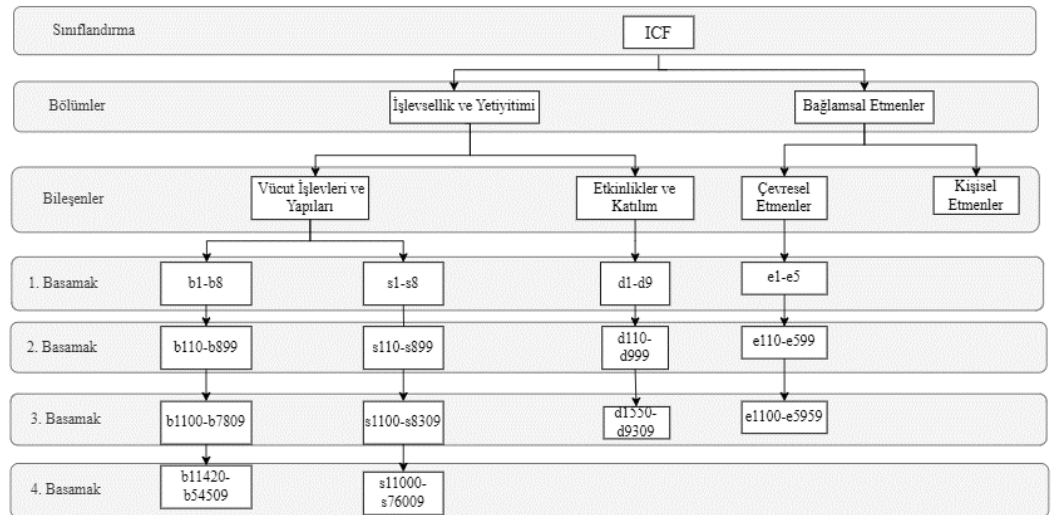 Sınıflandırma
ICF
Bölümler
İşlevsellik ve Yetiyitimi
Bağlamsal Etmenler
Bileşenler
Vücut İşlevleri ve
Yapıları
Etkinlikler ve
Katılım
Çevresel
Etmenler
Kişisel
Etmenler
1. Basamak
b1-b8
s1-s8
d1-d9
e1-e5
2. Basamak
b110-b899
s110-s899
d110-
d999
e110-e599
3. Basamak
b1100-b7809
s1100-s8309
d1550-
d9309
e1100-e5959
4. Basamak
b11420-
b54509
s11000-
s76009